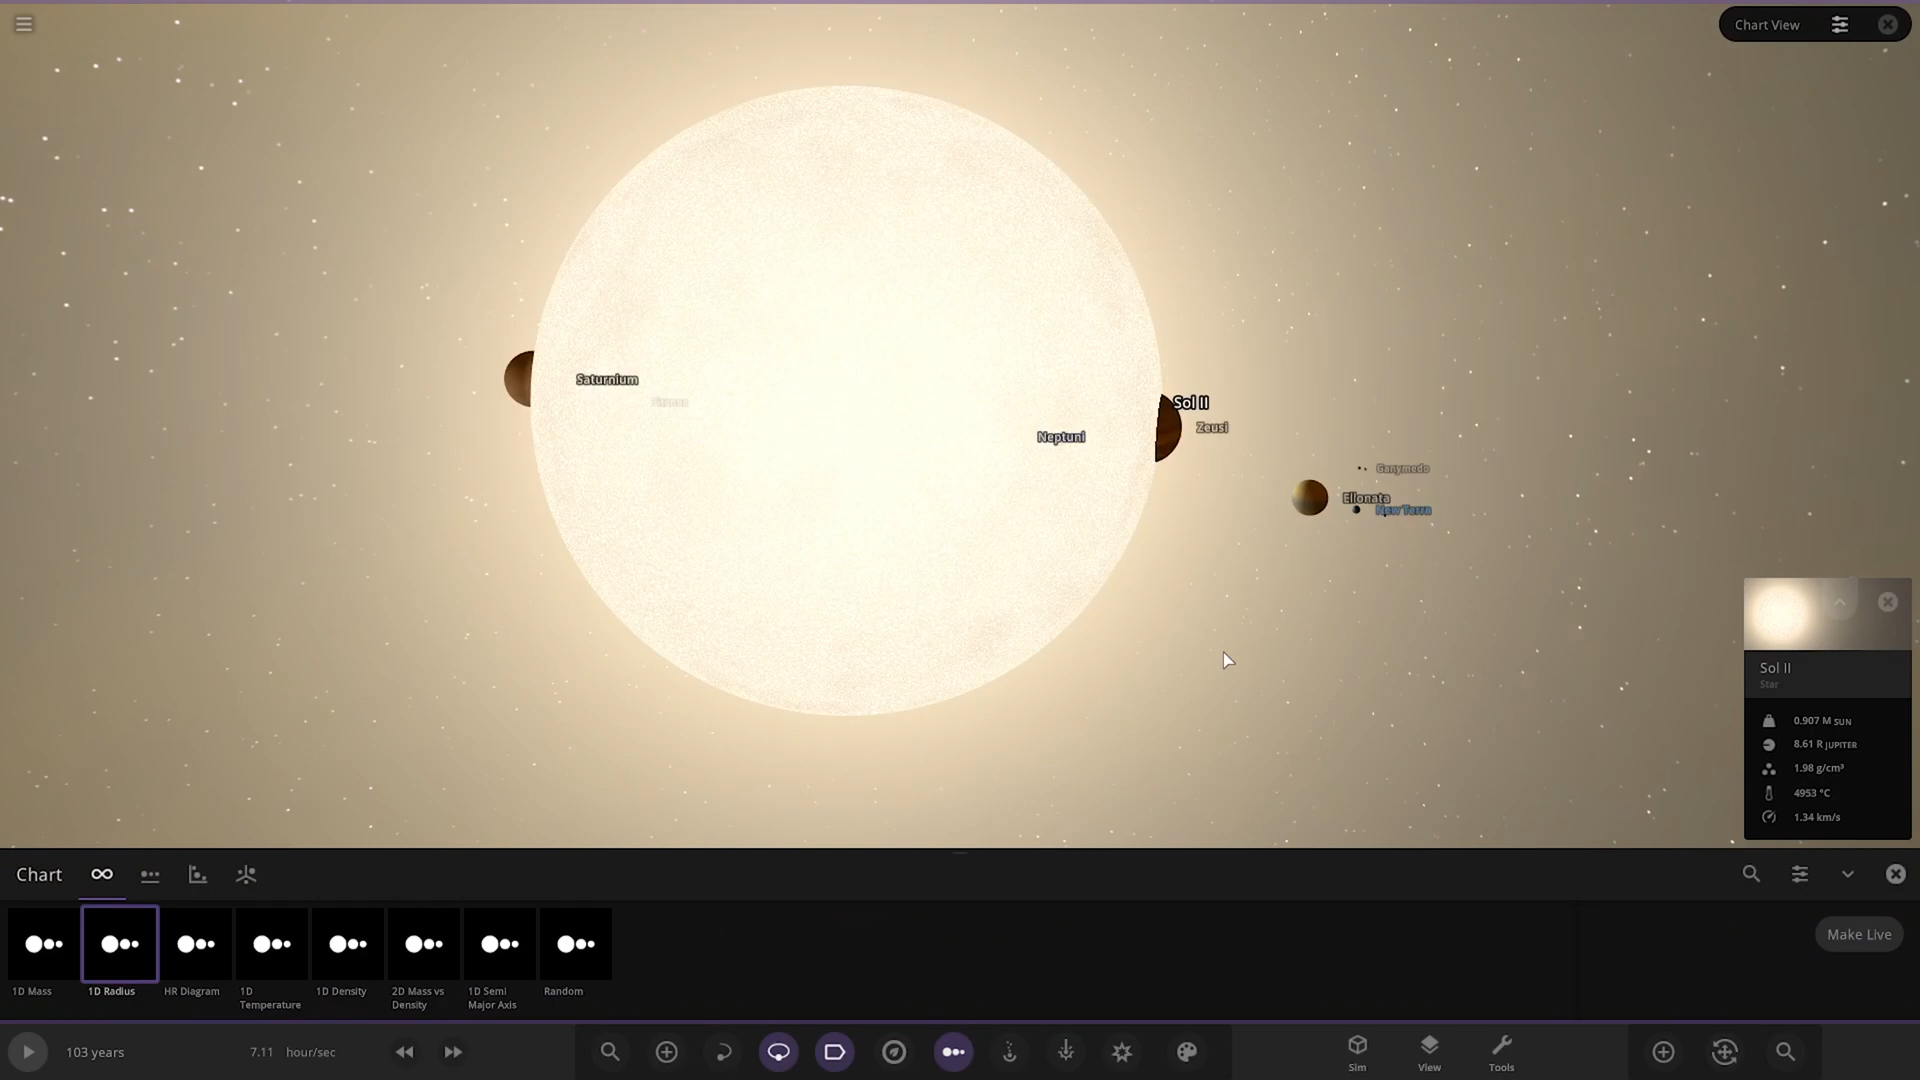 Chart View
Saturnium
Titanus
Sol II
Zeusi
Neptuni
Ganymedo
Ellonata
New Terra
Sol II
Star
0.907 M SUN
8.61 R JUPITER
1.98 g/cm³
4953 °C
1.34 km/s
Chart
Make Live
1D Mass
1D Radius
HR Diagram
1D Temperature
1D Density
2D Mass vs Density
1D Semi Major Axis
Random
103 years
7.11 hour/sec
Sim
View
Tools